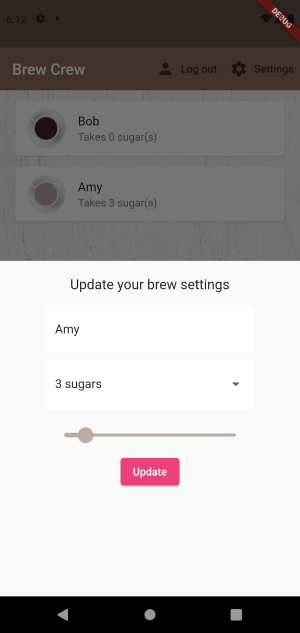 6:12
DEBUG
Brew Crew
Log out
Settings
Bob
Takes 0 sugar(s)
Amy
Takes 3 sugar(s)
Update your brew settings
Amy
3 sugars
Update